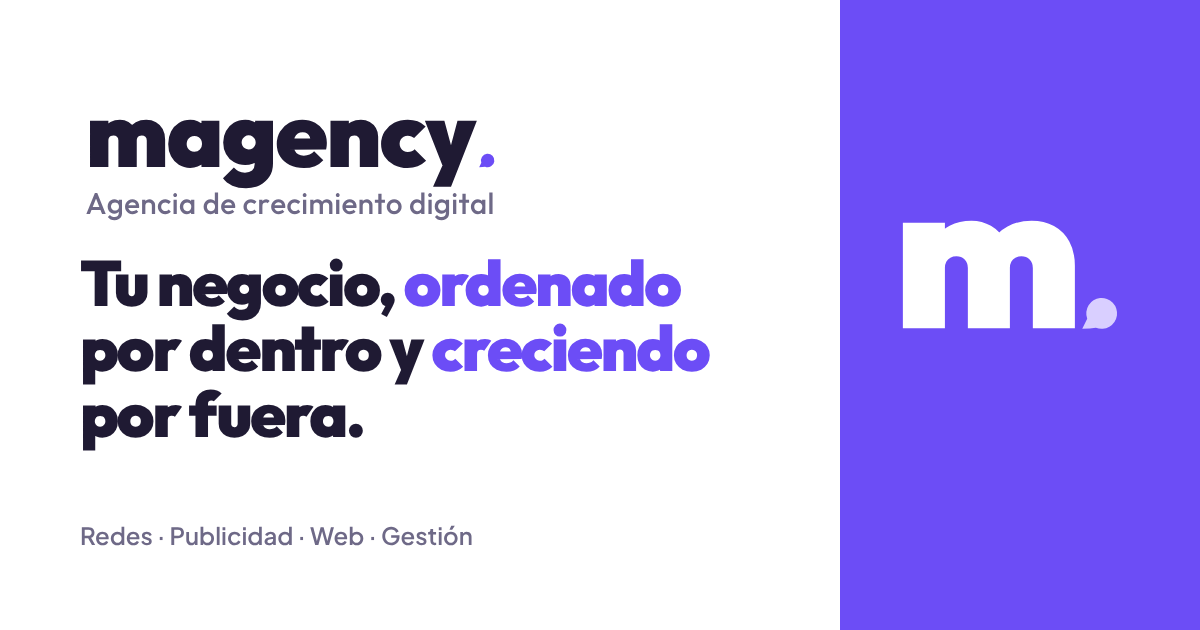 magency.
Agencia de crecimiento digital
Tu negocio, ordenado
por dentro y creciendo
por fuera.
Redes · Publicidad · Web · Gestión
m.